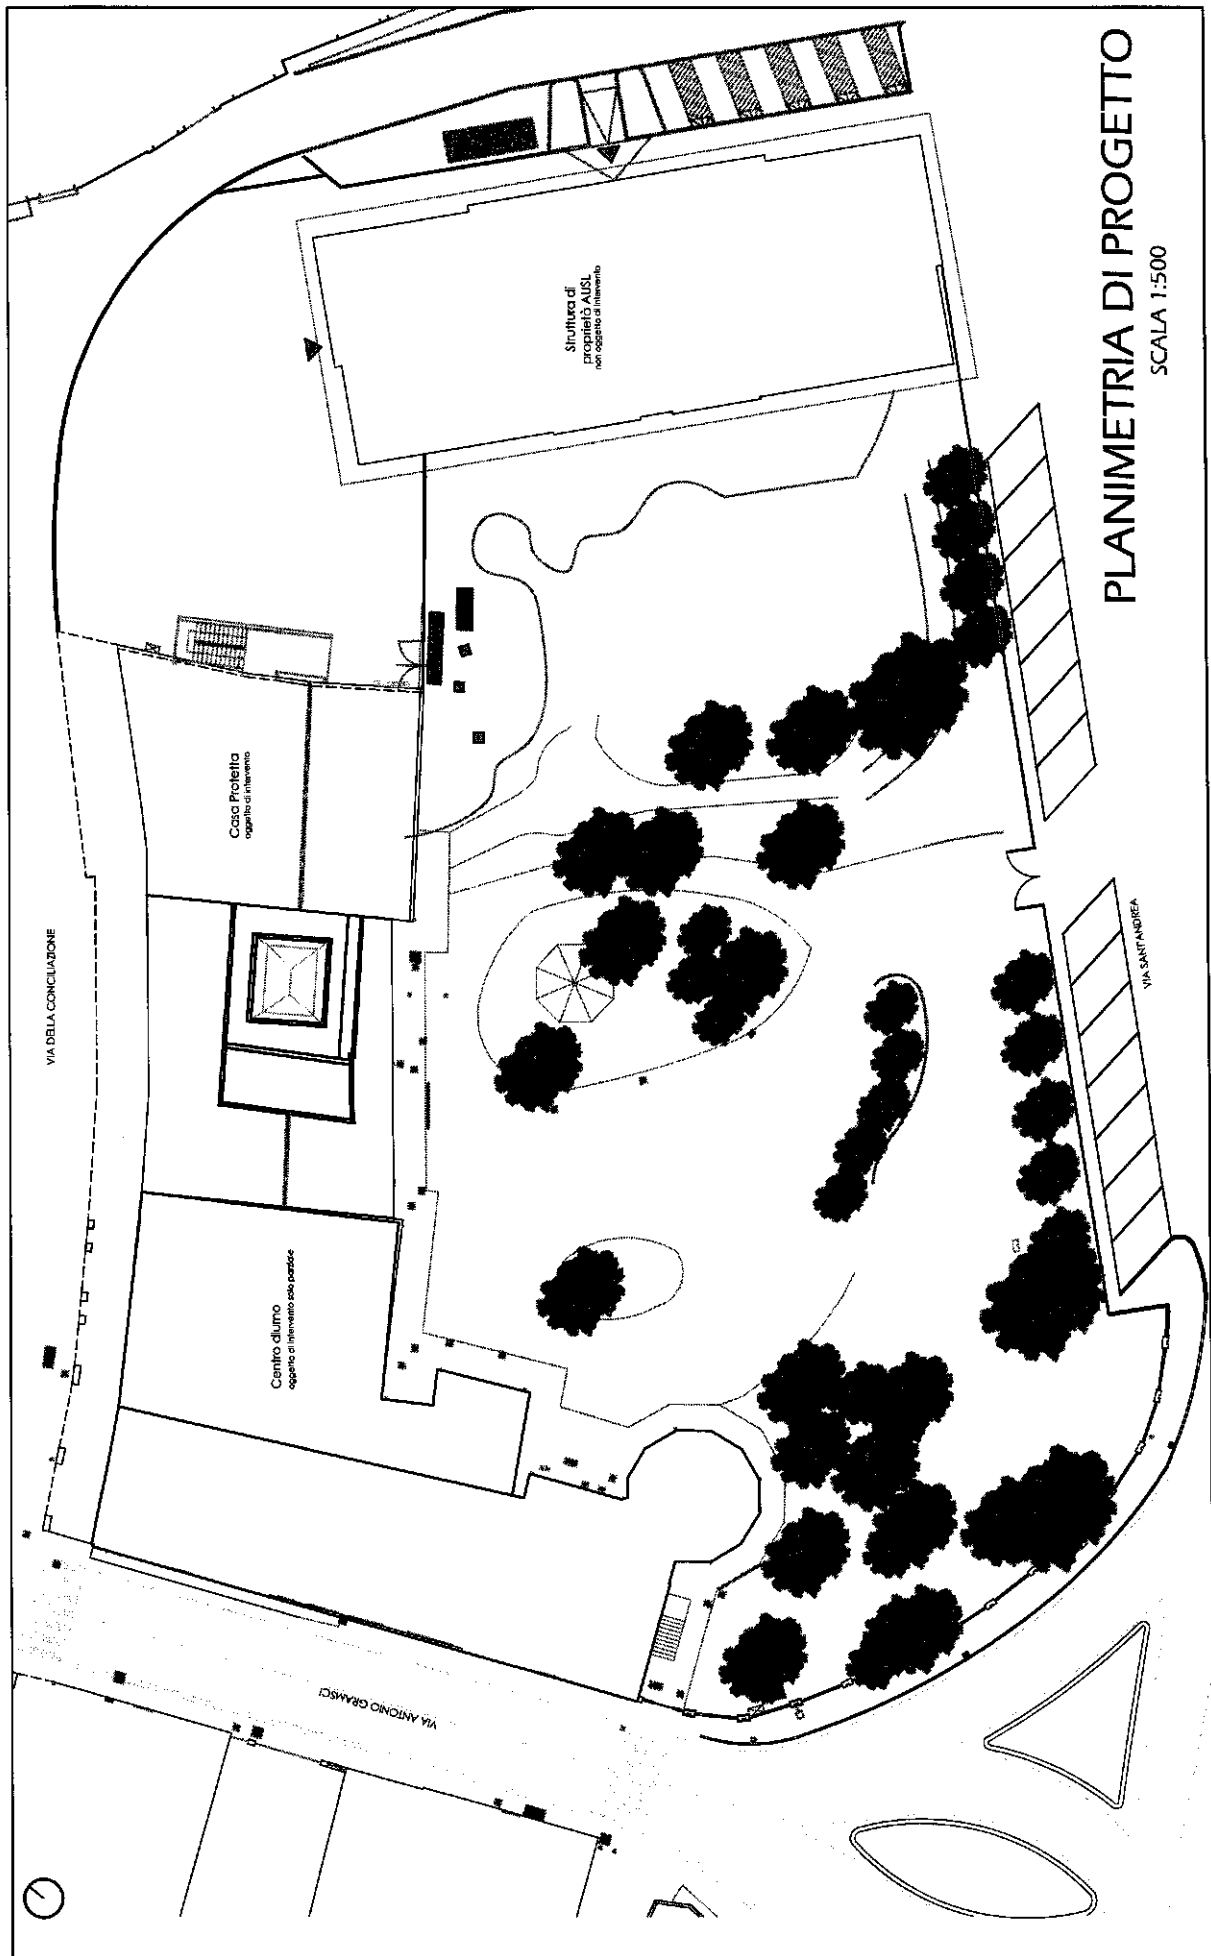 PLANIMETRIA DI PROGETTO
SCALA 1:500
Struttura di
proprietà AUSL
non oggetto di intervento
Casa Protetta
oggetto di intervento
VIA DELLA CONCILIAZIONE
VIA SANT'ANDREA
Centro diurno
oggetto di intervento solo parziale
VIA ANTONIO GRAMSCI